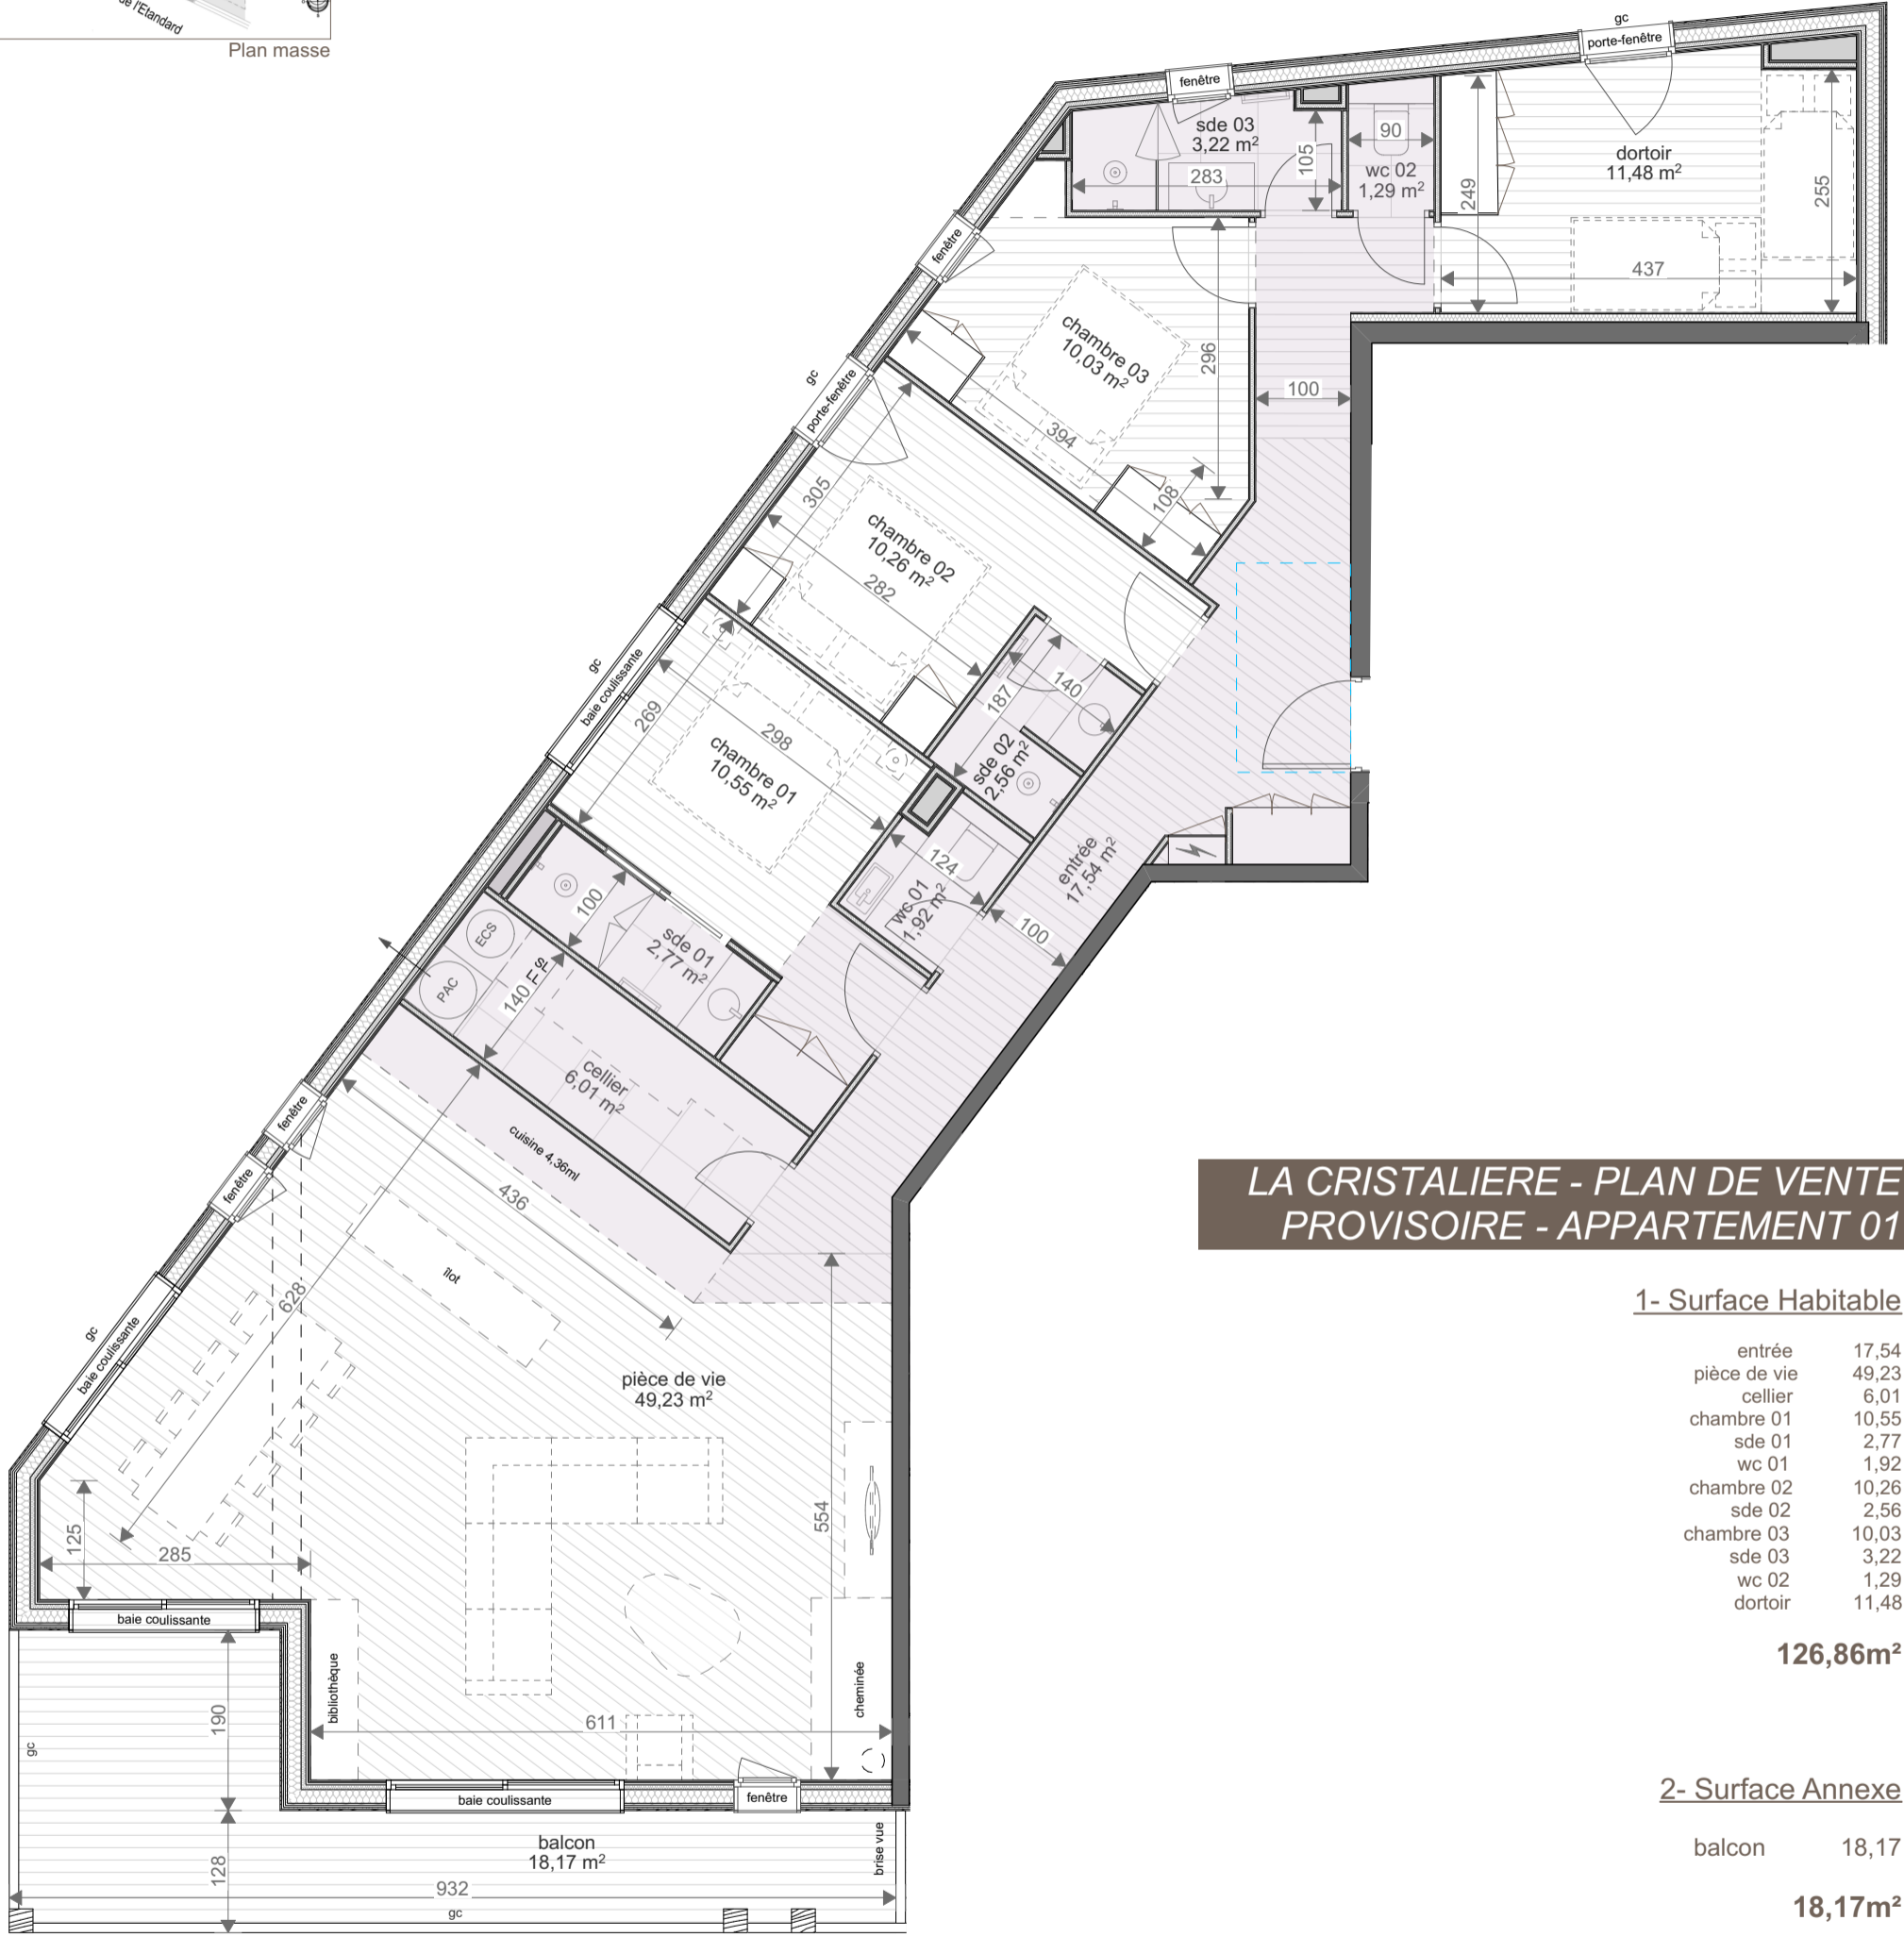 de l'Etandard
Plan masse
gc
porte-fenêtre
fenêtre
sde 03
3,22 m²
283
105
90
wc 02
1,29 m²
249
dortoir
11,48 m²
255
437
fenêtre
chambre 03
10,03 m²
296
100
394
108
gc
porte-fenêtre
305
chambre 02
10,26 m²
282
gc
baie coulissante
269
298
chambre 01
10,55 m²
187
140
sde 02
2,56 m²
entrée
17,54 m²
124
wc 01
1,92 m²
100
100
sde 01
2,77 m²
ECS
PAC
SL
LL
140
cellier
6,01 m²
cuisine 4,36ml
436
fenêtre
fenêtre
îlot
628
gc
baie coulissante
pièce de vie
49,23 m²
554
125
285
baie coulissante
bibliothèque
cheminée
611
190
gc
baie coulissante
fenêtre
balcon
18,17 m²
brise vue
128
932
gc
LA CRISTALIERE - PLAN DE VENTE
PROVISOIRE - APPARTEMENT 01
1- Surface Habitable
entrée 17,54
pièce de vie 49,23
cellier 6,01
chambre 01 10,55
sde 01 2,77
wc 01 1,92
chambre 02 10,26
sde 02 2,56
chambre 03 10,03
sde 03 3,22
wc 02 1,29
dortoir 11,48
126,86m²
2- Surface Annexe
balcon 18,17
18,17m²